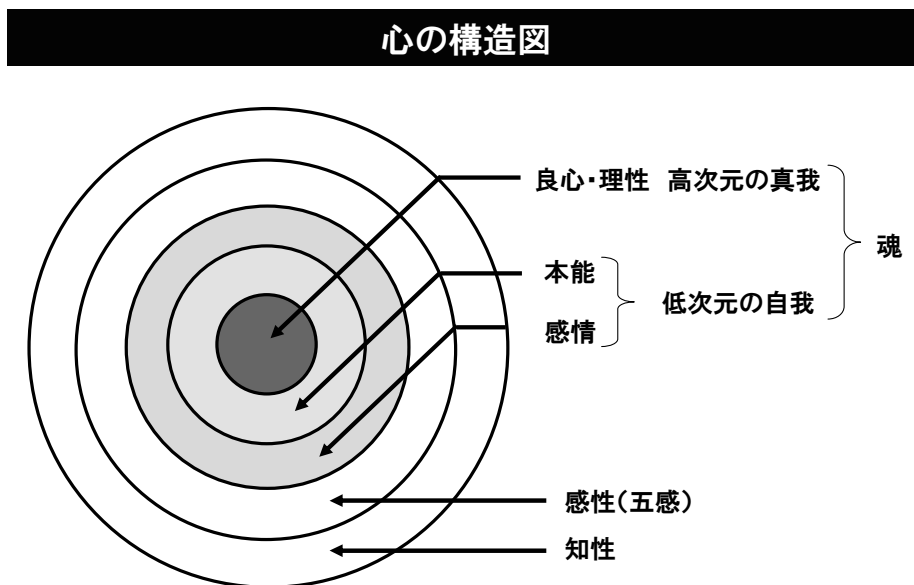 心の構造図
良心・理性 高次元の真我
魂
本能
低次元の自我
感情
感性（五感）
知性